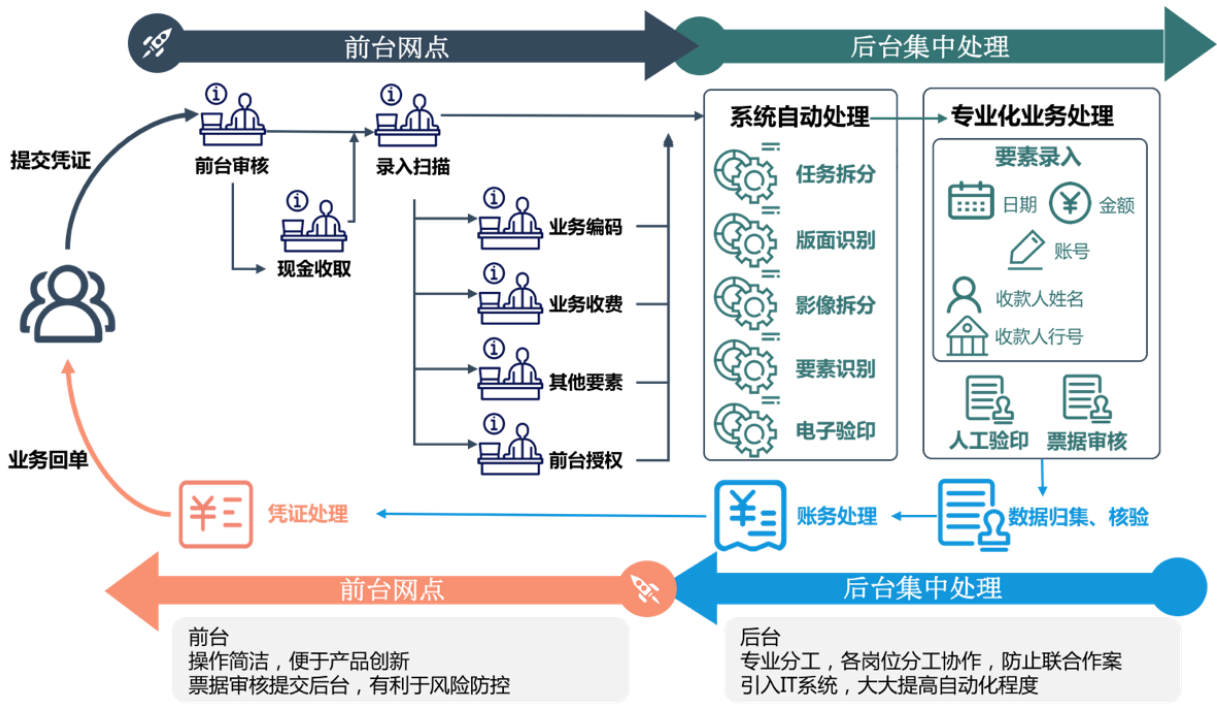 前台网点
后台集中处理
提交凭证
前台审核
现金收取
录入扫描
业务编码
业务收费
其他要素
前台授权
系统自动处理
任务拆分
版面识别
影像拆分
要素识别
电子验印
专业化业务处理
要素录入
日期
金额
账号
收款人姓名
收款人行号
人工验印
票据审核
数据归集、核验
账务处理
凭证处理
业务回单
前台网点
后台集中处理
前台
操作简洁，便于产品创新
票据审核提交后台，有利于风险防控
后台
专业分工，各岗位分工协作，防止联合作案
引入IT系统，大大提高自动化程度